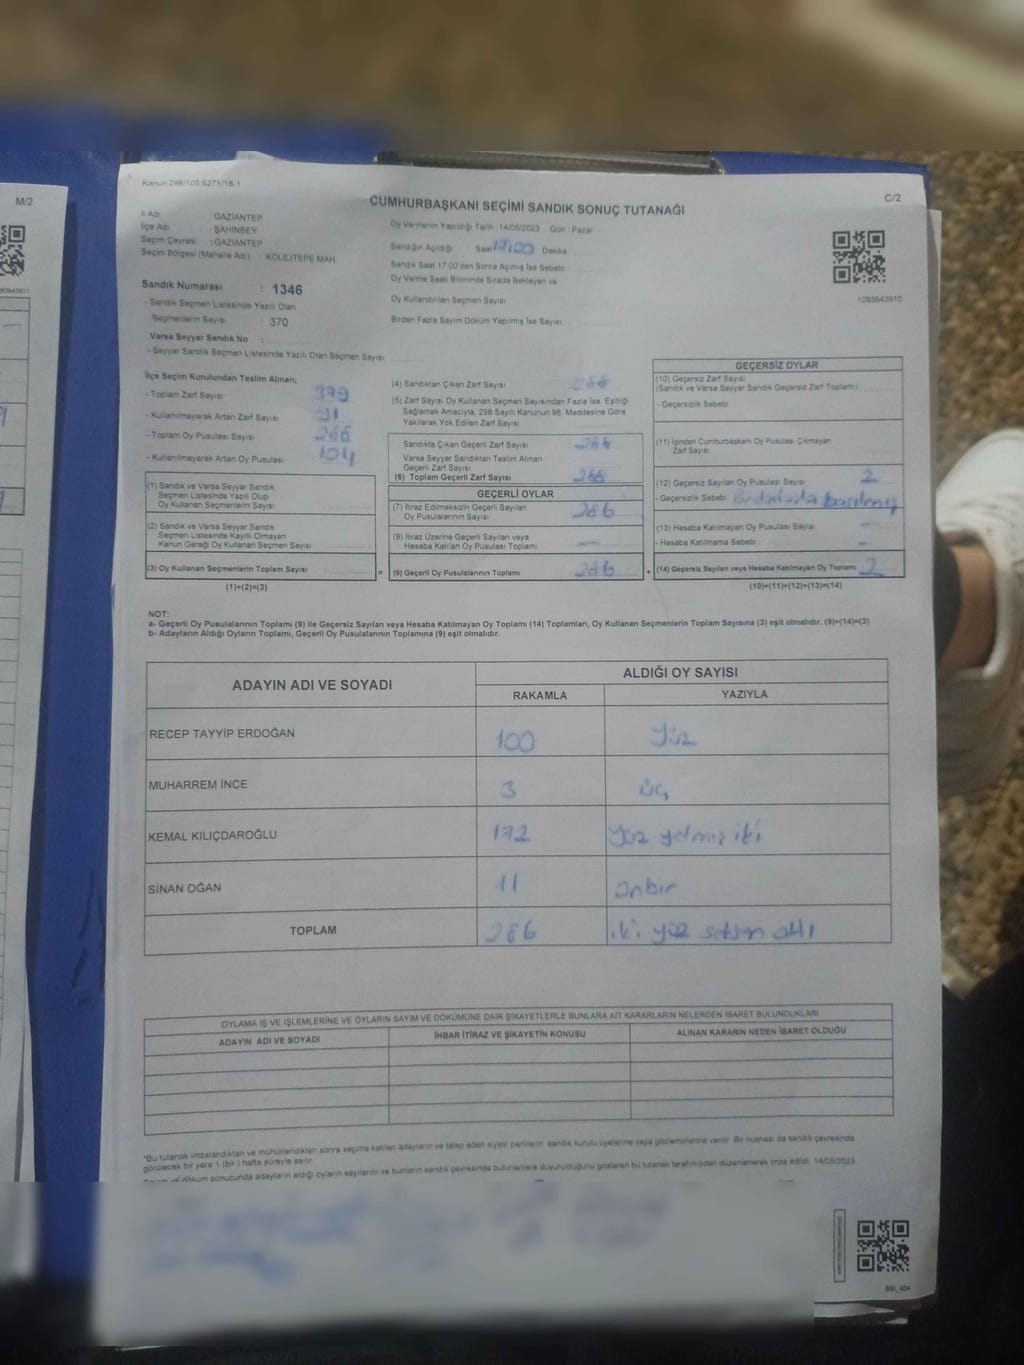 M/2
Kanun 298/105 6271/18-1
C/2
CUMHURBAŞKANI SEÇİMİ SANDIK SONUÇ TUTANAĞI
İl Adı : GAZİANTEP
İlçe Adı : ŞAHİNBEY
Seçim Çevresi : GAZİANTEP
Seçim Bölgesi (Mahalle Adı) KOLEJTEPE MAH.
Oy Vermenin Yapıldığı Tarih :14/05/2023 Gün : Pazar
Sandığın Açıldığı Saat 17:00 Dakika
Sandık Saat 17:00'den Sonra Açılmış İse Sebebi
Oy Verme Saati Bitiminde Sırada Bekleyen ve
Oy Kullandırılan Seçmen Sayısı
Birden Fazla Sayım Döküm Yapılmış İse Sayısı
1093643910
Sandık Numarası : 1346
- Sandık Seçmen Listesinde Yazılı Olan
Seçmenlerin Sayısı : 370
Varsa Seyyar Sandık No :
- Seyyar Sandık Seçmen Listesinde Yazılı Olan Seçmen Sayısı
İlçe Seçim Kurulundan Teslim Alınan;
- Toplam Zarf Sayısı 379
- Kullanılmayarak Artan Zarf Sayısı 91
- Toplam Oy Pusulası Sayısı
- Kullanılmayarak Artan Oy Pusulası 104
(1) Sandık ve Varsa Seyyar Sandık
Seçmen Listesinde Yazılı Olup
Oy Kullanan Seçmenlerin Sayısı
(2) Sandık ve Varsa Seyyar Sandık
Seçmen Listesinde Kayıtlı Olmayan
Kanun Gereği Oy Kullanan Seçmen Sayısı
(3) Oy Kullanan Seçmenlerin Toplam Sayısı =
(1)+(2)=(3)
(4) Sandıktan Çıkan Zarf Sayısı 288
(5) Zarf Sayısı Oy Kullanan Seçmen Sayısından Fazla İse, Eşitliği
Sağlamak Amacıyla, 298 Sayılı Kanunun 98. Maddesine Göre
Yakılarak Yok Edilen Zarf Sayısı
Sandıkta Çıkan Geçerli Zarf Sayısı 288
Varsa Seyyar Sandıktan Teslim Alınan
Geçerli Zarf Sayısı
(6) Toplam Geçerli Zarf Sayısı 288
GEÇERLİ OYLAR
(7) İtiraz Edilmeksizin Geçerli Sayılan
Oy Pusulalarının Sayısı 286
(8) İtiraz Üzerine Geçerli Sayılan veya
Hesaba Katılan Oy Pusulası Toplamı —
(9) Geçerli Oy Pusulalarının Toplamı 286 +
GEÇERSİZ OYLAR
(10) Geçersiz Zarf Sayısı
(Sandık ve Varsa Seyyar Sandık Geçersiz Zarf Toplamı)
- Geçersizlik Sebebi
(11) İçinden Cumhurbaşkanı Oy Pusulası Çıkmayan
Zarf Sayısı
(12) Geçersiz Sayılan Oy Pusulası Sayısı 2
- Geçersizlik Sebebi
(13) Hesaba Katılmayan Oy Pusulası Sayısı —
- Hesaba Katılmama Sebebi —
(14) Geçersiz Sayılan veya Hesaba Katılmayan Oy Toplamı 2
(10)+(11)+(12)+(13)=(14)
NOT:
a- Geçerli Oy Pusulalarının Toplamı (9) ile Geçersiz Sayılan veya Hesaba Katılmayan Oy Toplamı (14) Toplamları, Oy Kullanan Seçmenlerin Toplam Sayısına (3) eşit olmalıdır. (9)+(14)=(3)
b- Adayların Aldığı Oyların Toplamı, Geçerli Oy Pusulalarının Toplamına (9) eşit olmalıdır.
ADAYIN ADI VE SOYADI ALDIĞI OY SAYISI
RAKAMLA YAZIYLA
RECEP TAYYİP ERDOĞAN 100 Yüz
MUHARREM İNCE 3 üç
KEMAL KILIÇDAROĞLU 172 Yüz yetmiş iki
SİNAN OĞAN 11 Onbir
TOPLAM 286 iki yüz seksen altı
OYLAMA İŞ VE İŞLEMLERİNE VE OYLARIN SAYIM VE DÖKÜMÜNE DAİR ŞİKAYETLERLE BUNLARA AİT KARARLARIN NELERDEN İBARET BULUNDUKLARI
ADAYIN ADI VE SOYADI İHBAR İTİRAZ VE ŞİKAYETİN KONUSU ALINAN KARARIN NEDEN İBARET OLDUĞU
*Bu tutanak imzalandıktan ve mühürlendikten sonra seçime katılan adayların ve talep eden siyasi partilerin sandık kurulu üyelerine veya gözlemcilerine verilir. Bir nüshası da sandık çevresinde
görülecek bir yere 1 (bir) hafta süreyle asılır.
döküm sonucunda adayların aldığı oyların sayılarını ve bunların sandık çevresinde bulunanlara duyurulduğunu gösteren bu tutanak tarafımızdan düzenlenerek imza edildi. 14/05/2023